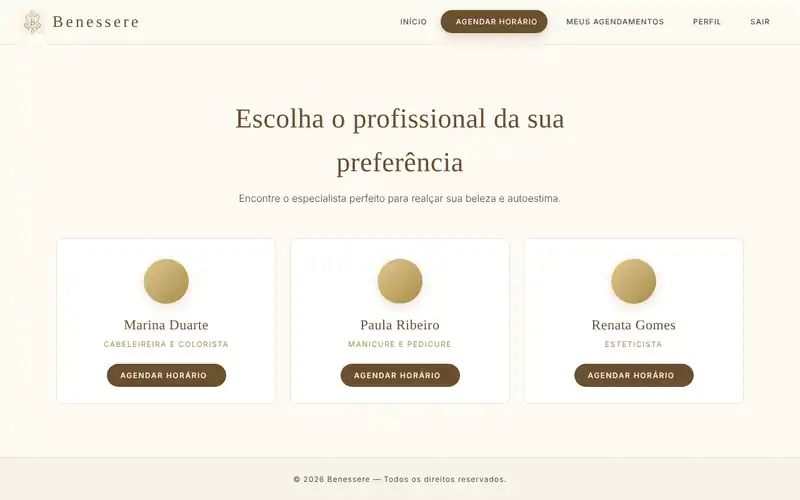 Benessere
INÍCIO
AGENDAR HORÁRIO
MEUS AGENDAMENTOS
PERFIL
SAIR
Escolha o profissional da sua
preferência
Encontre o especialista perfeito para realçar sua beleza e autoestima.
Marina Duarte
CABELEIREIRA E COLORISTA
AGENDAR HORÁRIO
Paula Ribeiro
MANICURE E PEDICURE
AGENDAR HORÁRIO
Renata Gomes
ESTETICISTA
AGENDAR HORÁRIO
© 2026 Benessere — Todos os direitos reservados.